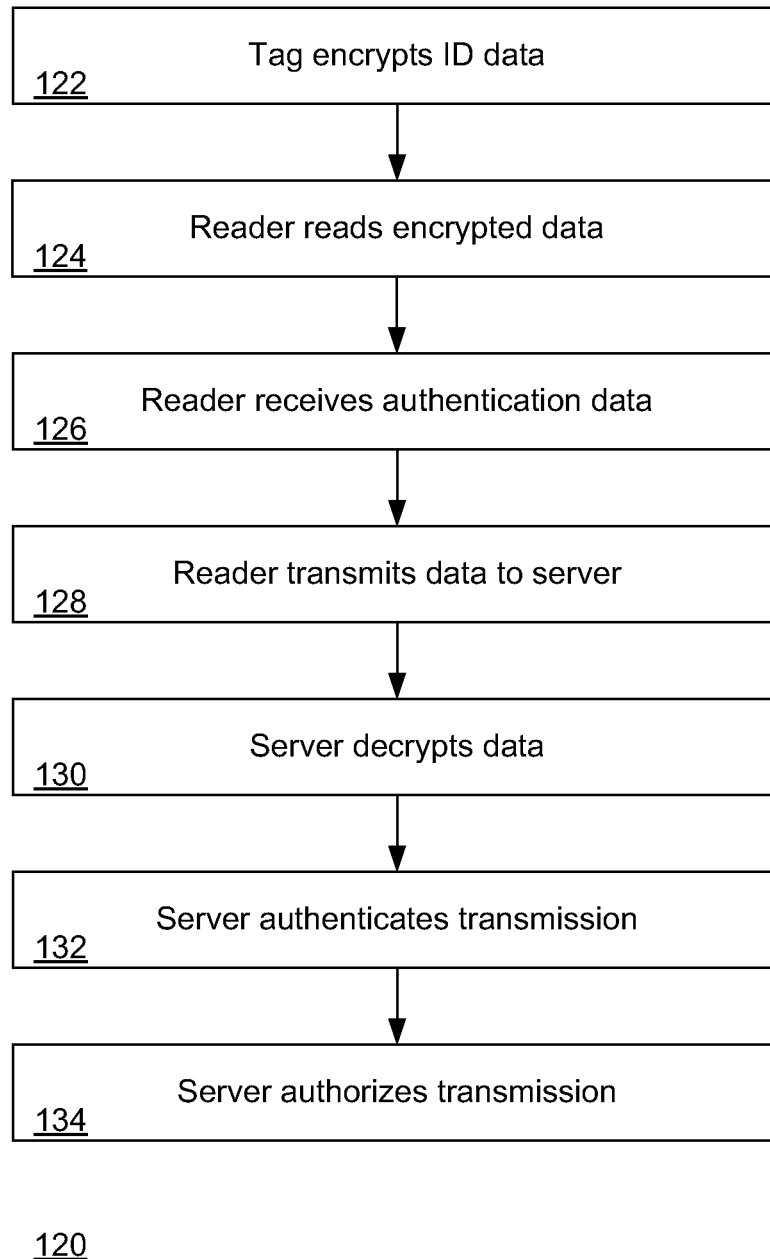 Tag encrypts ID data
122
Reader reads encrypted data
124
Reader receives authentication data
126
Reader transmits data to server
128
Server decrypts data
130
Server authenticates transmission
132
Server authorizes transmission
134
120